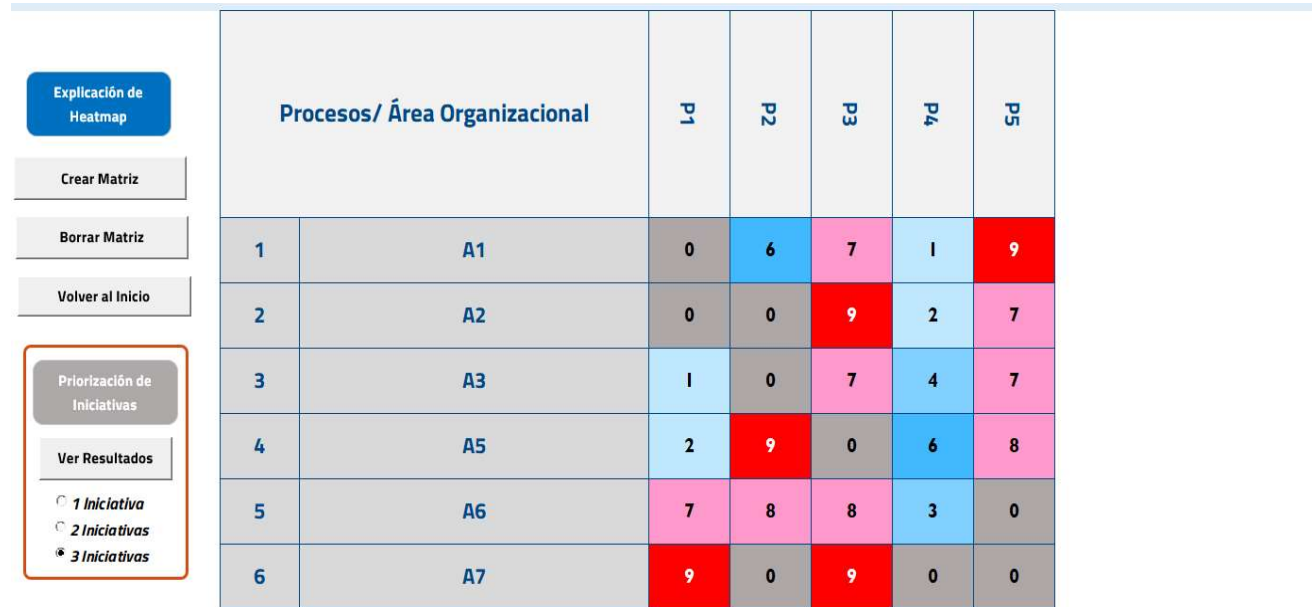 Explicación de
Heatmap
Crear Matriz
Borrar Matriz
Volver al Inicio
Priorización de
Iniciativas
Ver Resultados
1 Iniciativa
2 Iniciativas
3 Iniciativas
Procesos/ Área Organizacional P1 P2 P3 P4 P5
1 A1 0 6 7 1 9
2 A2 0 0 9 2 7
3 A3 1 0 7 4 7
4 A5 2 9 0 6 8
5 A6 7 8 8 3 0
6 A7 9 0 9 0 0